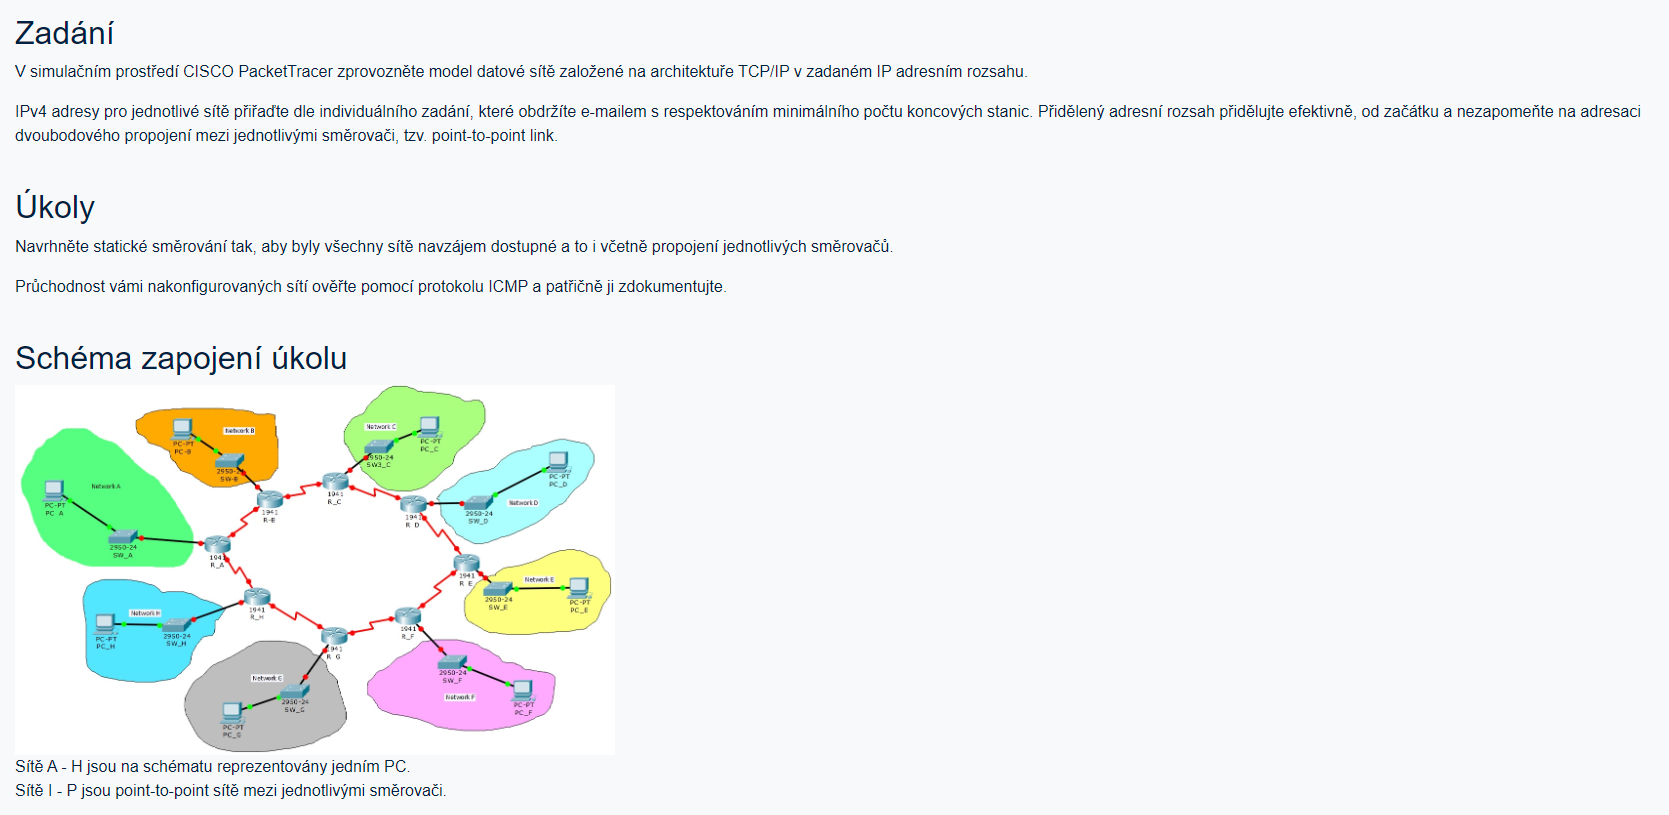 Zadání
V simulačním prostředí CISCO PacketTracer zprovozněte model datové sítě založené na architektuře TCP/IP v zadaném IP adresním rozsahu.
IPv4 adresy pro jednotlivé sítě přiřaďte dle individuálního zadání, které obdržíte e-mailem s respektováním minimálního počtu koncových stanic. Přidělený adresní rozsah přidělujte efektivně, od začátku a nezapomeňte na adresaci
dvoubodového propojení mezi jednotlivými směrovači, tzv. point-to-point link.
Úkoly
Navrhněte statické směrování tak, aby byly všechny sítě navzájem dostupné a to i včetně propojení jednotlivých směrovačů.
Průchodnost vámi nakonfigurovaných sítí ověřte pomocí protokolu ICMP a patřičně ji zdokumentujte.
Schéma zapojení úkolu
Network A
PC-PT
PC A
2950-24
SW_A
1941
R_A
Network B
PC-PT
PC-B
2950-24
SW-B
1941
R-B
Network C
PC-PT
PC_C
2950-24
SW3_C
1941
R_C
Network D
PC-PT
PC_D
2950-24
SW_D
1941
R D
Network E
PC-PT
PC_E
2950-24
SW_E
1941
R E
Network F
PC-PT
PC_F
2950-24
SW_F
1941
R_F
Network G
PC-PT
PC_G
2950-24
SW_G
1941
R G
Network H
PC-PT
PC_H
2950-24
SW_H
1941
R_H
Sítě A - H jsou na schématu reprezentovány jedním PC.
Sítě I - P jsou point-to-point sítě mezi jednotlivými směrovači.